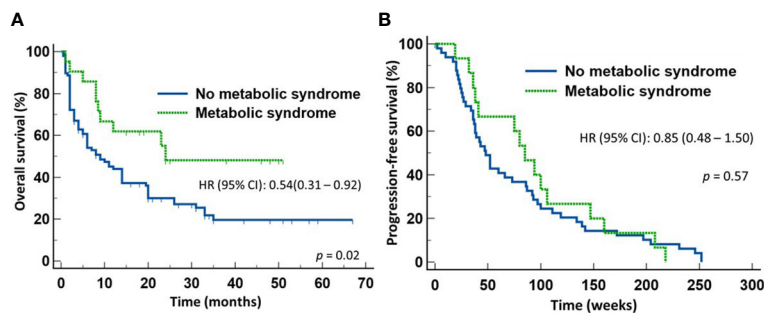 A
Overall survival (%)
100
80
60
40
20
0
No metabolic syndrome
Metabolic syndrome
HR (95% CI): 0.54(0.31 – 0.92)
p = 0.02
0 10 20 30 40 50 60 70
Time (months)
B
Progression-free survival (%)
100
80
60
40
20
0
No metabolic syndrome
Metabolic syndrome
HR (95% CI): 0.85 (0.48 – 1.50)
p = 0.57
0 50 100 150 200 250 300
Time (weeks)